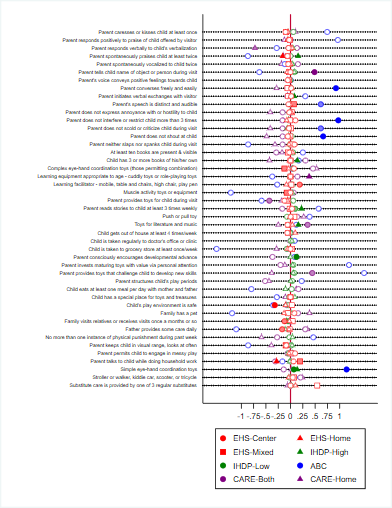 Parent caresses or kisses child at least once
Parent responds positively to praise of child offered by visitor
Parent responds verbally to child's verbalization
Parent spontaneously praises child at least twice
Parent spontaneously vocalized to child twice
Parent tells child name of object or person during visit
Parent's voice conveys positive feelings towards child
Parent converses freely and easily
Parent initiates verbal exchanges with visitor
Parent's speech is distinct and audible
Parent does not express annoyance with or hostility to child
Parent does not interfere or restrict child more than 3 times
Parent does not scold or criticize child during visit
Parent does not shout at child
Parent neither slaps nor spanks child during visit
At least ten books are present & visible
Child has 3 or more books of his/her own
Complex eye-hand coordination toys (those permitting combination)
Learning equipment appropriate to age - cuddly toys or role-playing toys
Learning facilitator - mobile, table and chairs, high chair, play pen
Muscle activity toys or equipment
Parent provides toys for child during visit
Parent reads stories to child at least 3 times weekly
Push or pull toy
Toys for literature and music
Child gets out of house at least 4 times/week
Child is taken regularly to doctor's office or clinic
Child is taken to grocery store at least once/week
Parent consciously encourages developmental advance
Parent invests maturing toys with value via personal attention
Parent provides toys that challenge child to develop new skills
Parent structures child's play periods
Child eats at least one meal per day with mother and father
Child has a special place for toys and treasures
Child's play environment is safe
Family has a pet
Family visits relatives or receives visits once a month or so
Father provides some care daily
No more than one instance of physical punishment during past week
Parent keeps child in visual range, looks at often
Parent permits child to engage in messy play
Parent talks to child while doing household work
Simple eye-hand coordination toys
Stroller or walker, kiddie car, scooter, or tricycle
Substitute care is provided by one of 3 regular substitutes
-1 -.75-.5-.25 0 .25 .5 .75 1
EHS-Center EHS-Home
EHS-Mixed IHDP-High
IHDP-Low ABC
CARE-Both CARE-Home